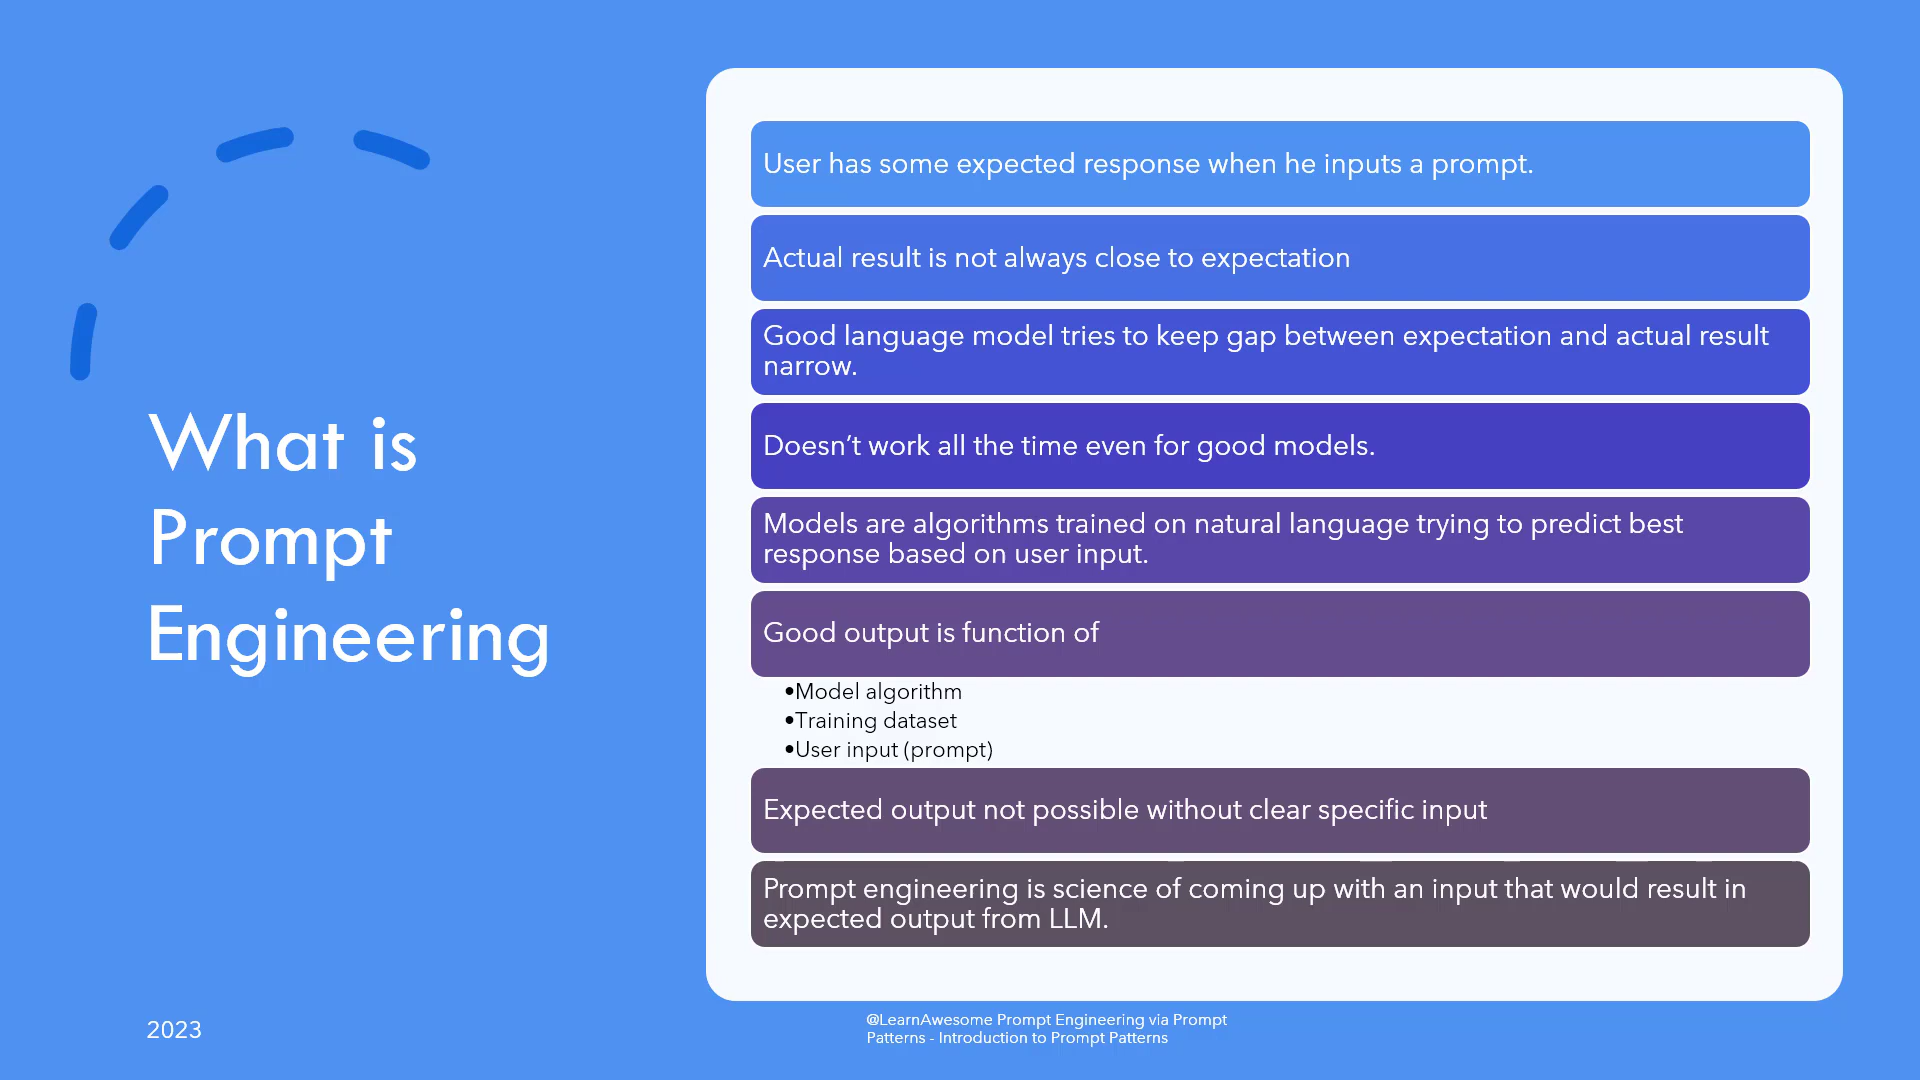 What is
Prompt
Engineering
User has some expected response when he inputs a prompt.
Actual result is not always close to expectation
Good language model tries to keep gap between expectation and actual result
narrow.
Doesn’t work all the time even for good models.
Models are algorithms trained on natural language trying to predict best
response based on user input.
Good output is function of
•Model algorithm
•Training dataset
•User input (prompt)
Expected output not possible without clear specific input
Prompt engineering is science of coming up with an input that would result in
expected output from LLM.
2023
@LearnAwesome Prompt Engineering via Prompt
Patterns - Introduction to Prompt Patterns